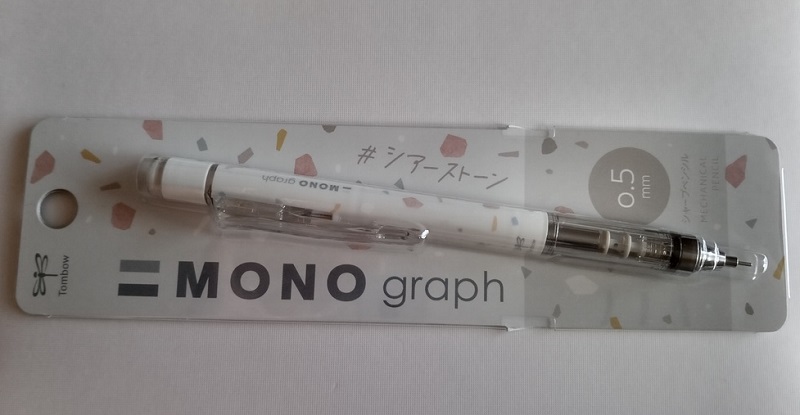 #シアーストーン
MONO graph
MONO graph
Tombow
0.5
mm
シャープペンシル
MECHANICAL
PENCIL